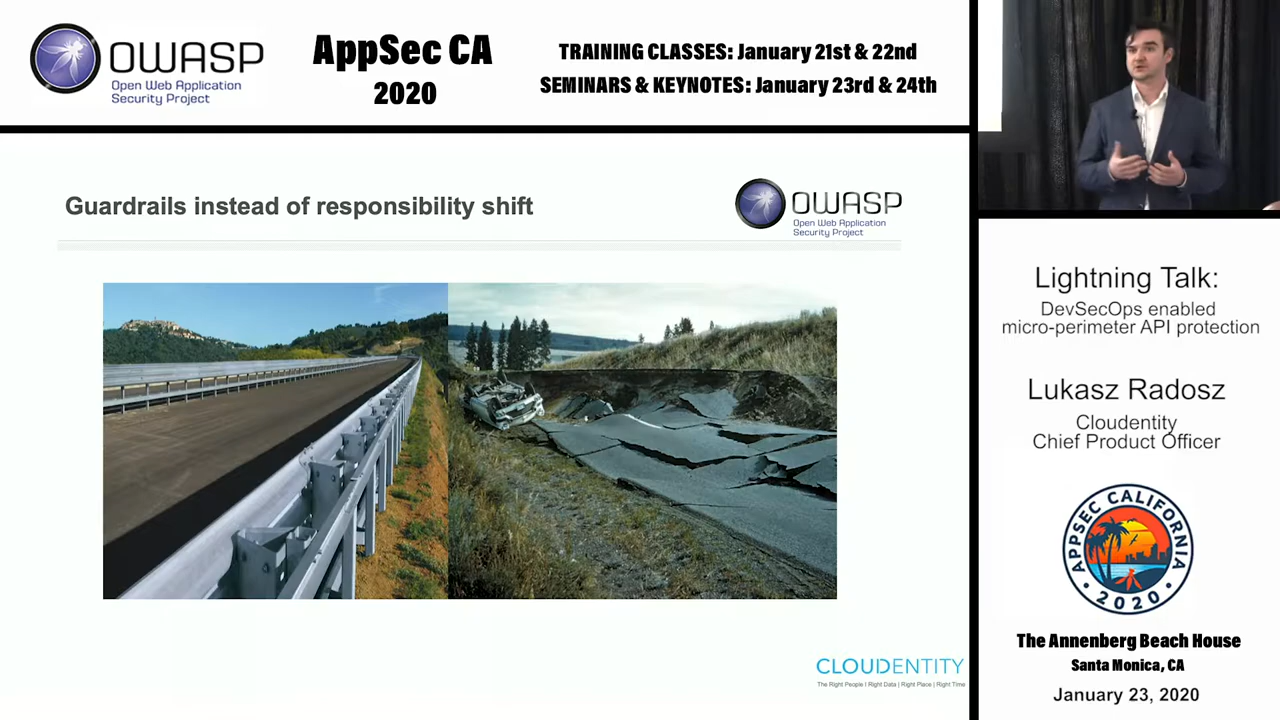 OWASP
Open Web Application
Security Project
AppSec CA
2020
TRAINING CLASSES: January 21st & 22nd
SEMINARS & KEYNOTES: January 23rd & 24th
Guardrails instead of responsibility shift
OWASP
Open Web Application
Security Project
CLOUDENTITY
The Right People | Right Data | Right Place | Right Time
Lightning Talk:
DevSecOps enabled
micro-perimeter API protection
Lukasz Radosz
Cloudentity
Chief Product Officer
APPSEC CALIFORNIA
• 2020 •
The Annenberg Beach House
Santa Monica, CA
January 23, 2020